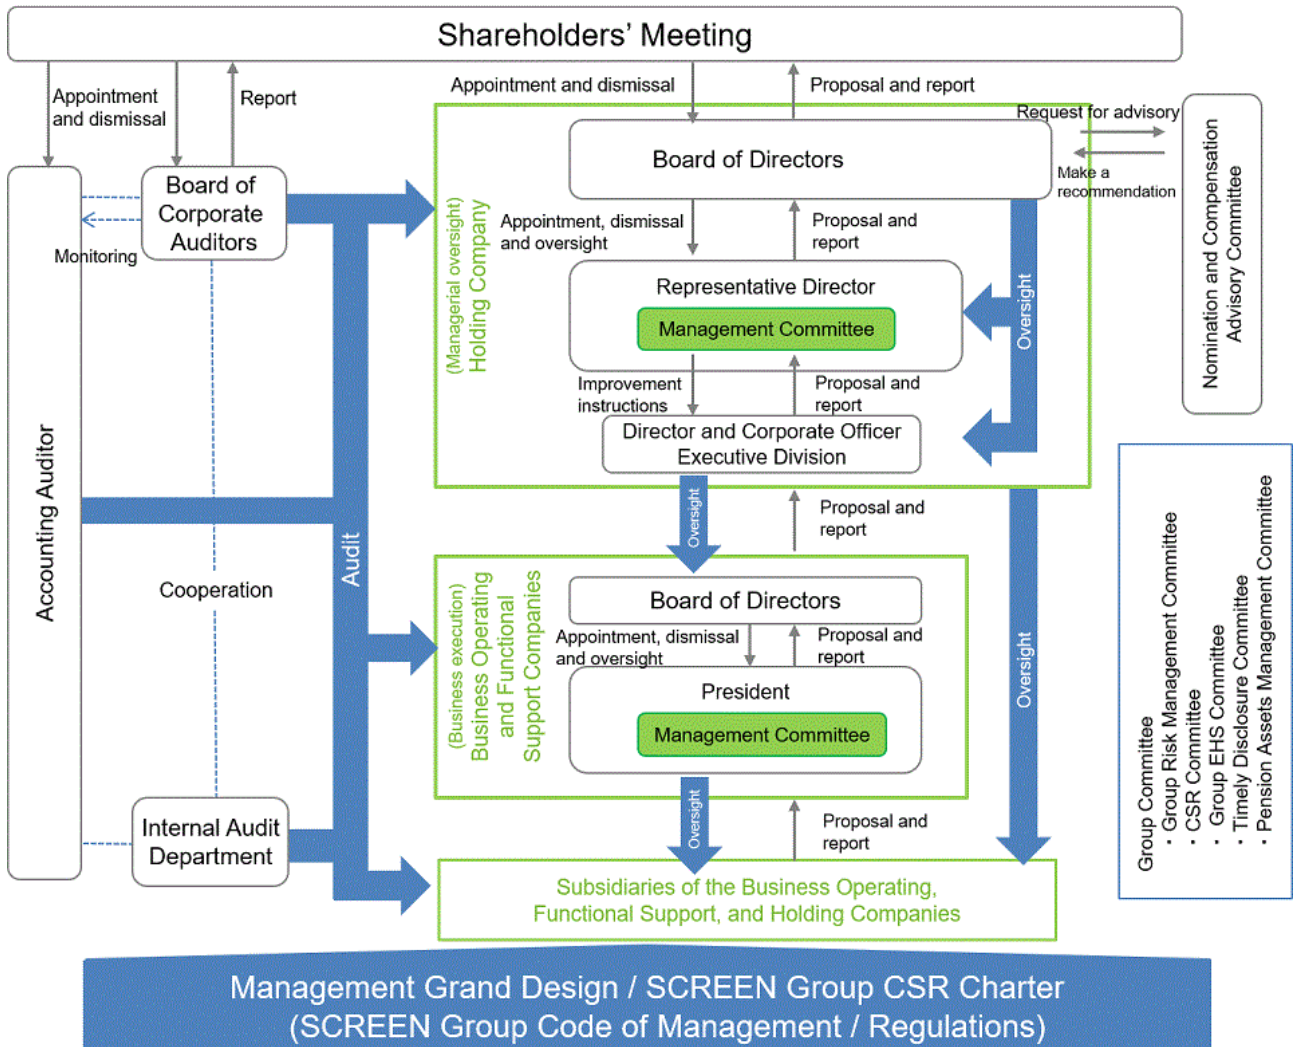 Shareholders' Meeting
Appointment
and dismissal
Report
Appointment and dismissal
Proposal and report
Request for advisory
Make a
recommendation
Nomination and Compensation
Advisory Committee
Board of Directors
Board of
Corporate
Auditors
Monitoring
Accounting Auditor
(Managerial oversight)
Holding Company
Appointment, dismissal
and oversight
Proposal and
report
Representative Director
Management Committee
Oversight
Improvement
instructions
Proposal and
report
Director and Corporate Officer
Executive Division
Oversight
Proposal and
report
Audit
Cooperation
(Business execution)
Business Operating
and Functional
Support Companies
Board of Directors
Appointment, dismissal
and oversight
Proposal and
report
President
Management Committee
Oversight
Group Committee
・Group Risk Management Committee
・CSR Committee
・Group EHS Committee
・Timely Disclosure Committee
・Pension Assets Management Committee
Internal Audit
Department
Oversight
Proposal and
report
Subsidiaries of the Business Operating,
Functional Support, and Holding Companies
Management Grand Design / SCREEN Group CSR Charter
(SCREEN Group Code of Management / Regulations)